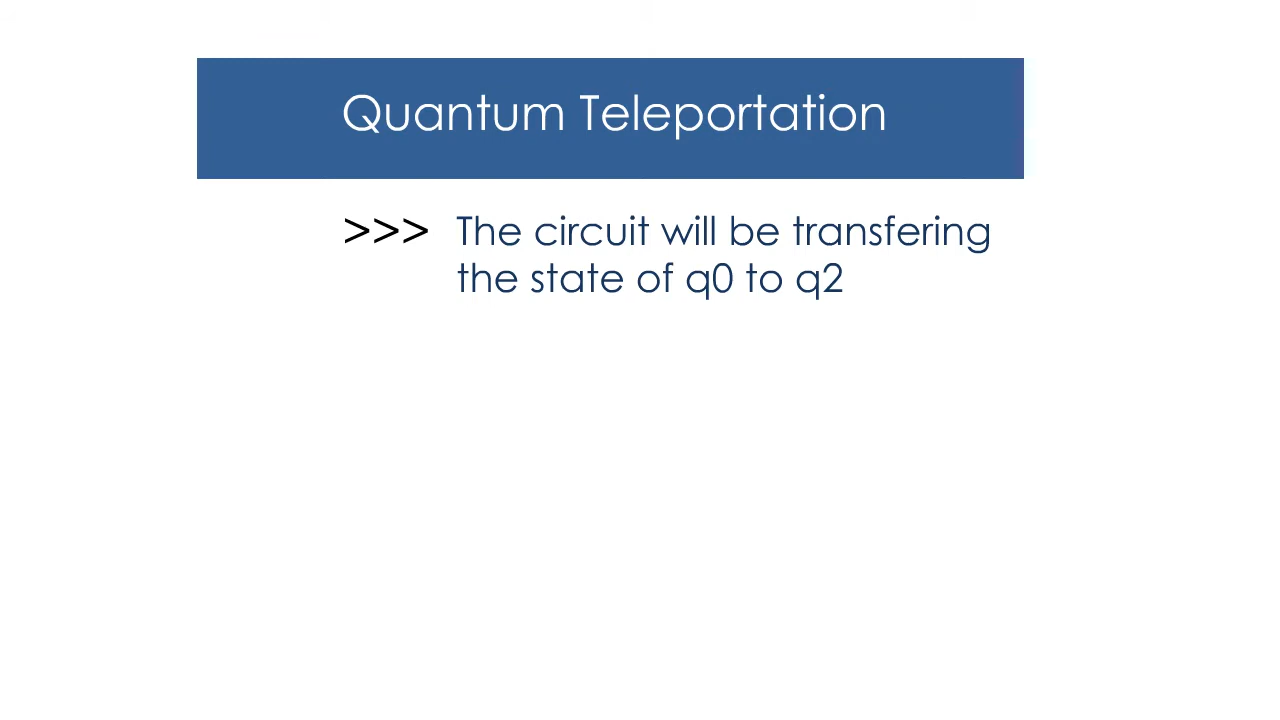 Quantum Teleportation
>>> The circuit will be transfering
the state of q0 to q2